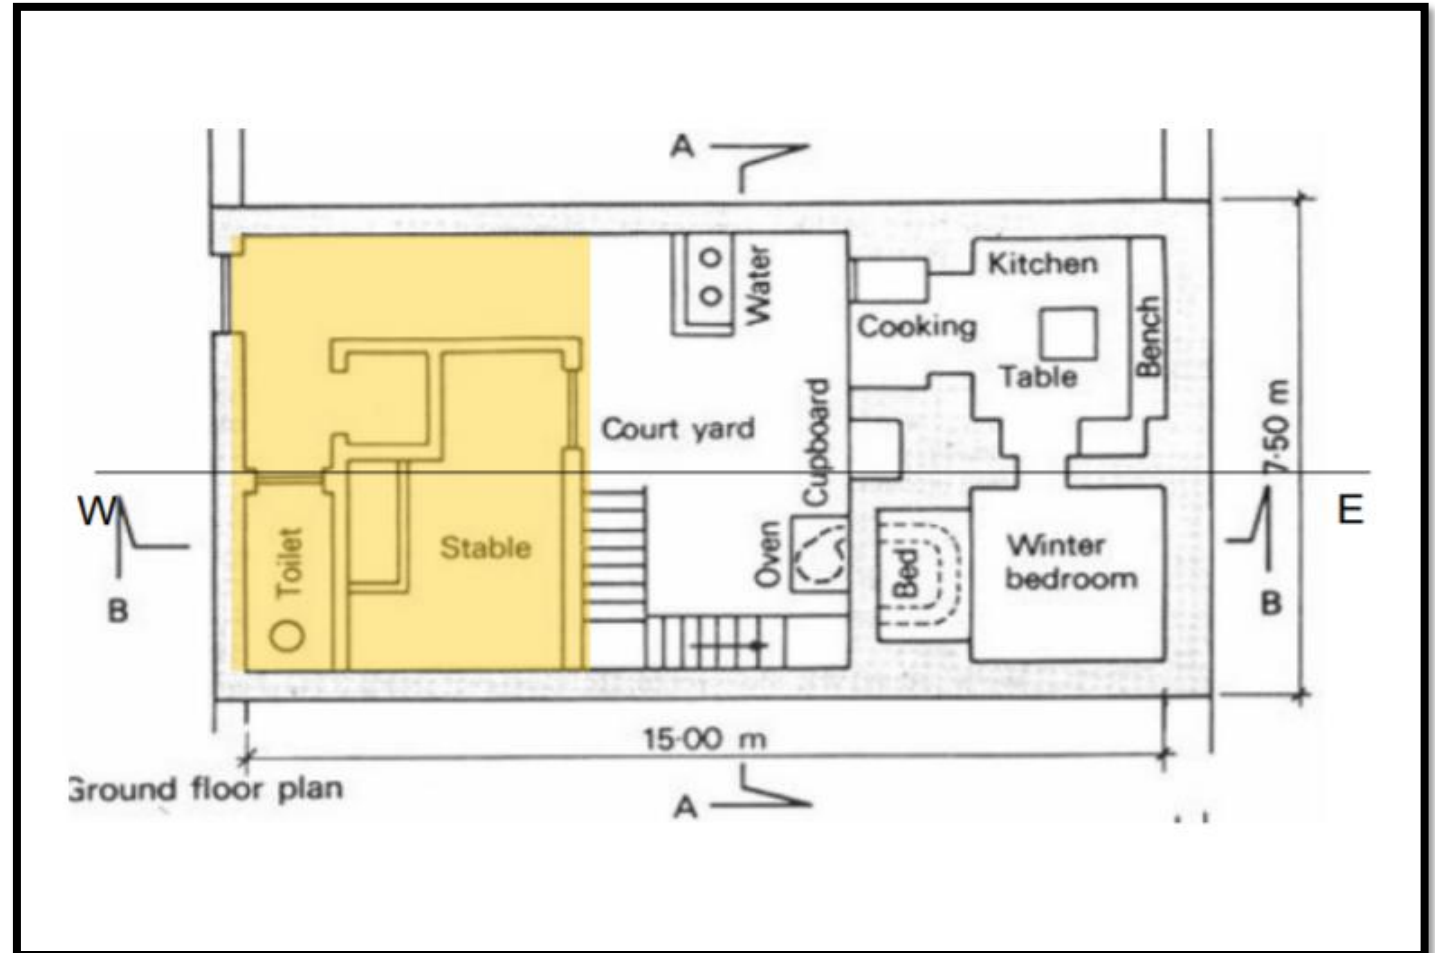 A
Water
Kitchen
Cooking
Bench
Table
Court yard
Cupboard
7·50 m
W
E
Toilet
Stable
Oven
Bed
Winter
bedroom
B
B
15·00 m
Ground floor plan
A